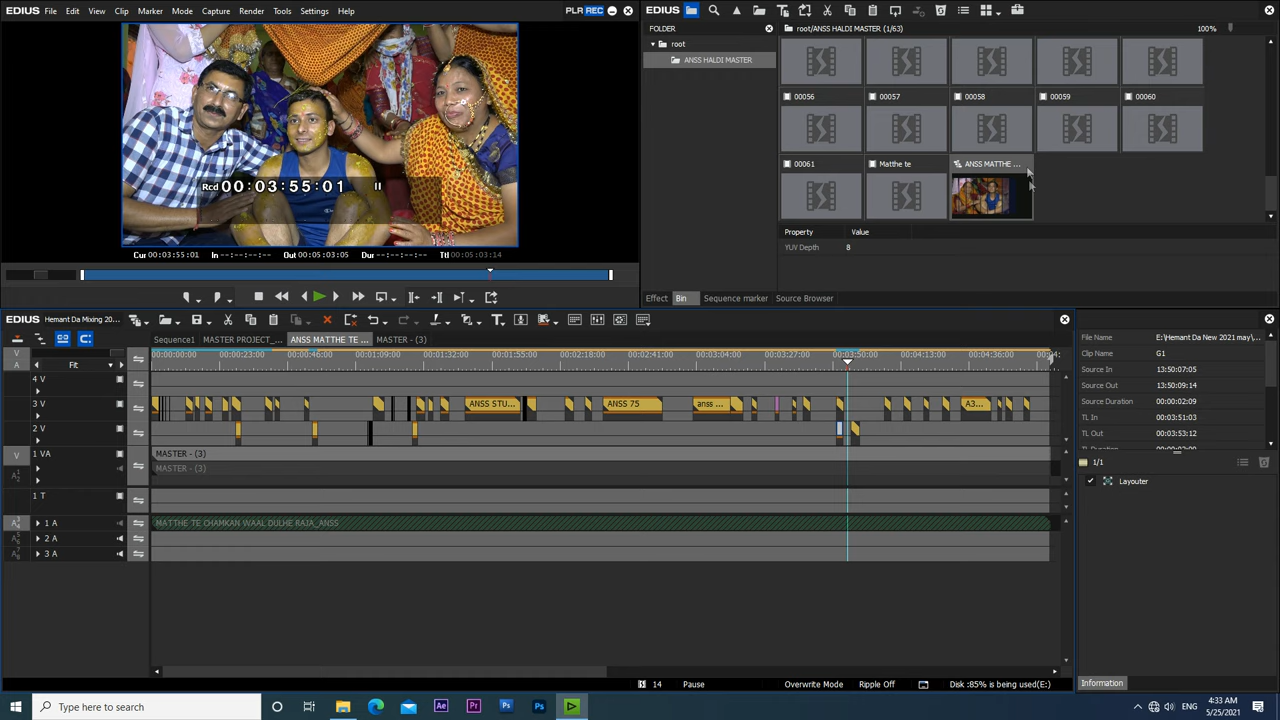 EDIUS File Edit View Clip Marker Mode Capture Render Tools Settings Help PLR REC
Rcd 00:03:55:01
Cur 00:03:55:01 In --:--:--:-- Out 00:05:03:05 Dur --:--:--:-- Ttl 00:05:03:14
EDIUS
FOLDER
root/ANSS HALDI MASTER (1/63) 100%
root
ANSS HALDI MASTER
00056 00057 00058 00059 00060
00061 Matthe te ANSS MATTHE ...
Property Value
YUV Depth 8
Effect Bin Sequence marker Source Browser
Hemant Da Mixing 20...
Sequence1 MASTER PROJECT_... ANSS MATTHE TE ... MASTER - (3)
Fit
00:00:00:00 00:00:23:00 00:00:46:00 00:01:09:00 00:01:32:00 00:01:55:00 00:02:18:00 00:02:41:00 00:03:04:00 00:03:27:00 00:03:50:00 00:04:13:00 00:04:36:00
4 V
3 V
ANSS STU... ANSS 75 anss ... A3...
2 V
1 VA
MASTER - (3)
MASTER - (3)
1 T
1 A
MATTHE TE CHAMKAN WAAL DULHE RAJA_ANSS
2 A
3 A
File Name E:\Hemant Da New 2021 may\...
Clip Name G1
Source In 13:50:07:05
Source Out 13:50:09:14
Source Duration 00:00:02:09
TL In 00:03:51:03
TL Out 00:03:53:12
1/1
Layouter
Information
14 Pause Overwrite Mode Ripple Off Disk :85% is being used(E:)
Type here to search
Ae Pr Ps Ps
ENG
4:33 AM
5/25/2021